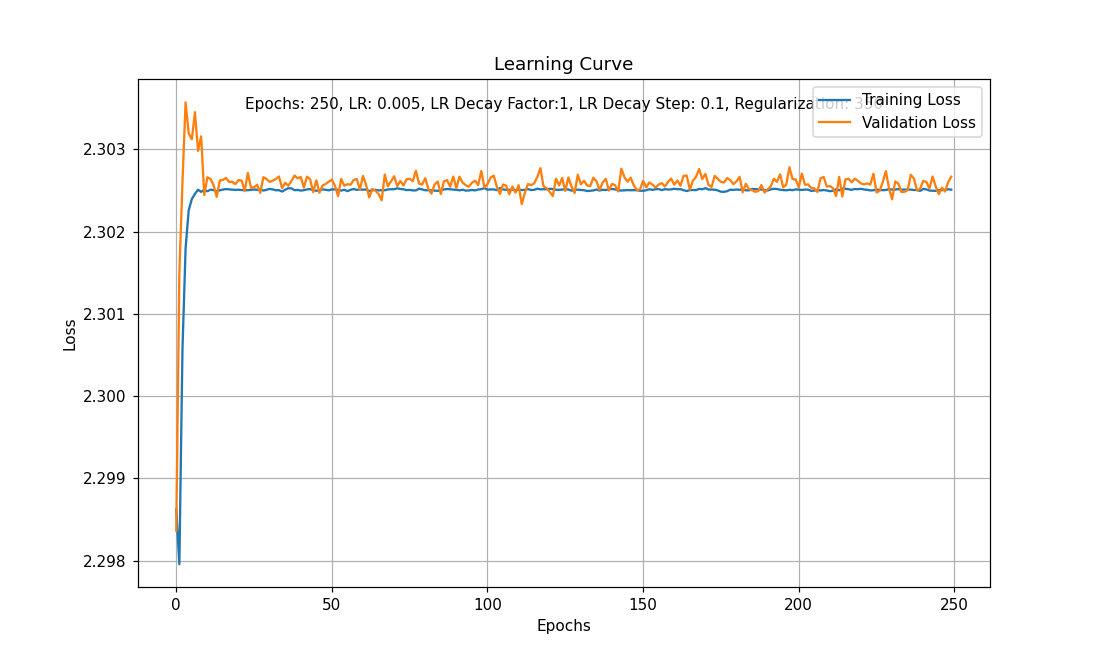 Learning Curve
Epochs: 250, LR: 0.005, LR Decay Factor:1, LR Decay Step: 0.1, Regularization:
Training Loss
Validation Loss
2.303
2.302
2.301
2.300
2.299
2.298
Loss
0 50 100 150 200 250
Epochs